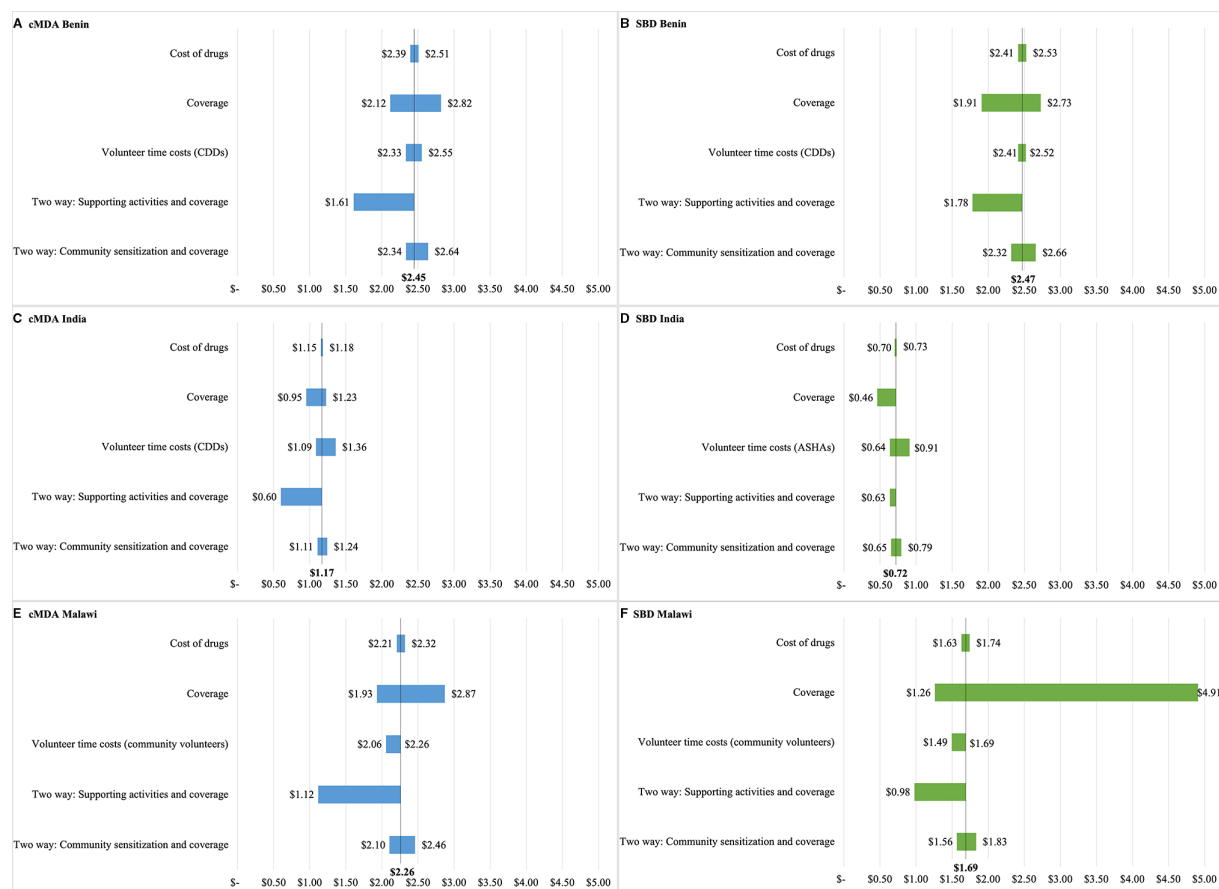 A cMDA Benin
Cost of drugs $2.39 $2.51
Coverage $2.12 $2.82
Volunteer time costs (CDDs) $2.33 $2.55
Two way: Supporting activities and coverage $1.61
Two way: Community sensitization and coverage $2.34 $2.64
$2.45
$- $0.50 $1.00 $1.50 $2.00 $2.50 $3.00 $3.50 $4.00 $4.50 $5.00
B SBD Benin
Cost of drugs $2.41 $2.53
Coverage $1.91 $2.73
Volunteer time costs (CDDs) $2.41 $2.52
Two way: Supporting activities and coverage $1.78
Two way: Community sensitization and coverage $2.32 $2.66
$2.47
$- $0.50 $1.00 $1.50 $2.00 $2.50 $3.00 $3.50 $4.00 $4.50 $5.00
C cMDA India
Cost of drugs $1.15 $1.18
Coverage $0.95 $1.23
Volunteer time costs (CDDs) $1.09 $1.36
Two way: Supporting activities and coverage $0.60
Two way: Community sensitization and coverage $1.11 $1.24
$1.17
$- $0.50 $1.00 $1.50 $2.00 $2.50 $3.00 $3.50 $4.00 $4.50 $5.00
D SBD India
Cost of drugs $0.70 $0.73
Coverage $0.46
Volunteer time costs (ASHAs) $0.64 $0.91
Two way: Supporting activities and coverage $0.63
Two way: Community sensitization and coverage $0.65 $0.79
$0.72
$- $0.50 $1.00 $1.50 $2.00 $2.50 $3.00 $3.50 $4.00 $4.50 $5.00
E cMDA Malawi
Cost of drugs $2.21 $2.32
Coverage $1.93 $2.87
Volunteer time costs (community volunteers) $2.06 $2.26
Two way: Supporting activities and coverage $1.12
Two way: Community sensitization and coverage $2.10 $2.46
$2.26
$- $0.50 $1.00 $1.50 $2.00 $2.50 $3.00 $3.50 $4.00 $4.50 $5.00
F SBD Malawi
Cost of drugs $1.63 $1.74
Coverage $1.26 $4.91
Volunteer time costs (community volunteers) $1.49 $1.69
Two way: Supporting activities and coverage $0.98
Two way: Community sensitization and coverage $1.56 $1.83
$1.69
$- $0.50 $1.00 $1.50 $2.00 $2.50 $3.00 $3.50 $4.00 $4.50 $5.00